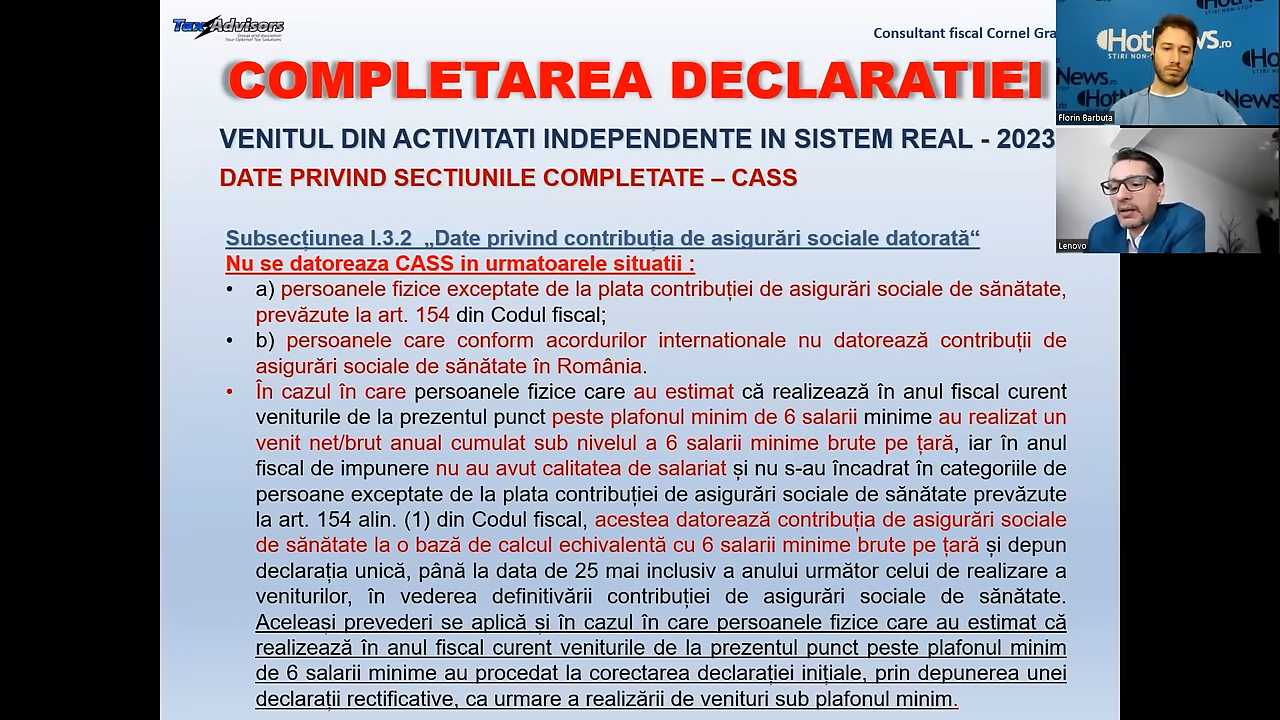 Tax Advisors
Consultant fiscal Cornel Gra
COMPLETAREA DECLARATIEI
VENITUL DIN ACTIVITATI INDEPENDENTE IN SISTEM REAL - 2023
DATE PRIVIND SECTIUNILE COMPLETATE – CASS
Subsecțiunea I.3.2 „Date privind contribuția de asigurări sociale datorată“
Nu se datoreaza CASS in urmatoarele situatii :
• a) persoanele fizice exceptate de la plata contribuției de asigurări sociale de sănătate,
prevăzute la art. 154 din Codul fiscal;
• b) persoanele care conform acordurilor internationale nu datorează contribuții de
asigurări sociale de sănătate în România.
• În cazul în care persoanele fizice care au estimat că realizează în anul fiscal curent
veniturile de la prezentul punct peste plafonul minim de 6 salarii minime au realizat un
venit net/brut anual cumulat sub nivelul a 6 salarii minime brute pe țară, iar în anul
fiscal de impunere nu au avut calitatea de salariat și nu s-au încadrat în categoriile de
persoane exceptate de la plata contribuției de asigurări sociale de sănătate prevăzute
la art. 154 alin. (1) din Codul fiscal, acestea datorează contribuția de asigurări sociale
de sănătate la o bază de calcul echivalentă cu 6 salarii minime brute pe țară și depun
declarația unică, până la data de 25 mai inclusiv a anului următor celui de realizare a
veniturilor, în vederea definitivării contribuției de asigurări sociale de sănătate.
Aceleași prevederi se aplică și în cazul în care persoanele fizice care au estimat că
realizează în anul fiscal curent veniturile de la prezentul punct peste plafonul minim
de 6 salarii minime au procedat la corectarea declarației inițiale, prin depunerea unei
declarații rectificative, ca urmare a realizării de venituri sub plafonul minim.
Hot ws.ro
STIRI NON-
News.ro
HotN
tNews
Florin Barbuta
Lenovo